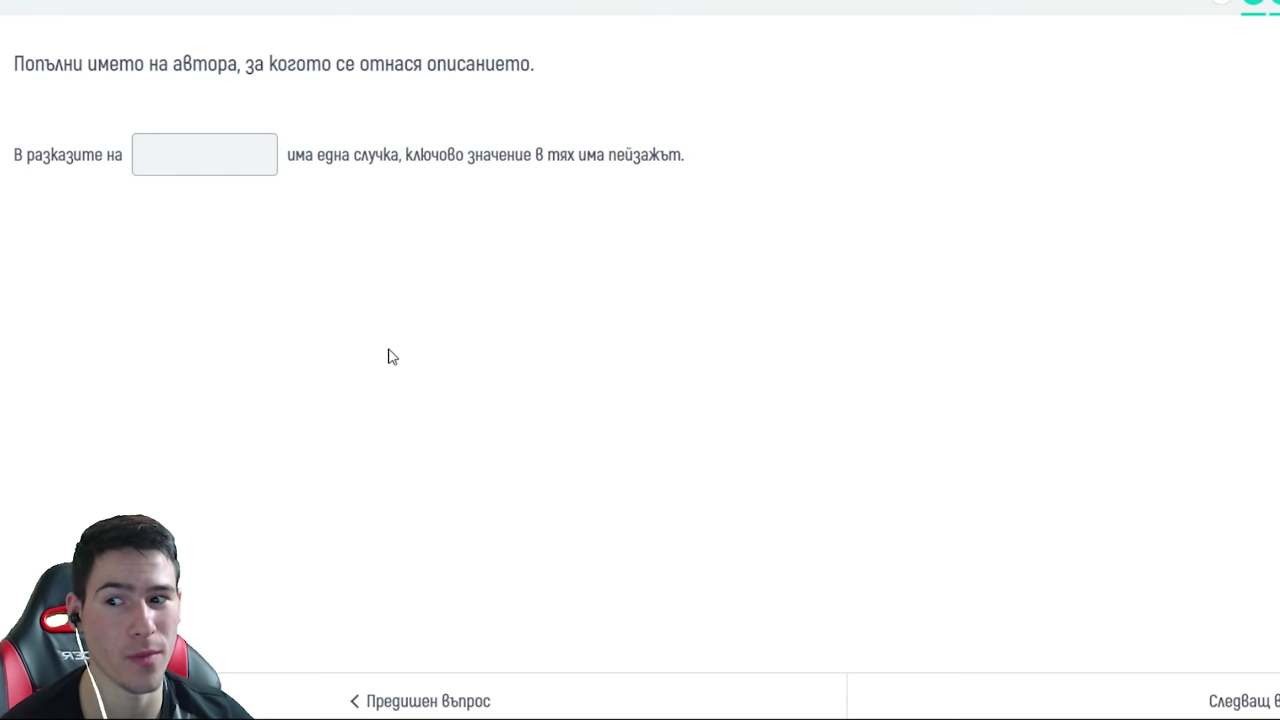 Попълни името на автора, за когото се отнася описанието.
В разказите на има една случка, ключово значение в тях има пейзажът.
Предишен въпрос
Следващ в